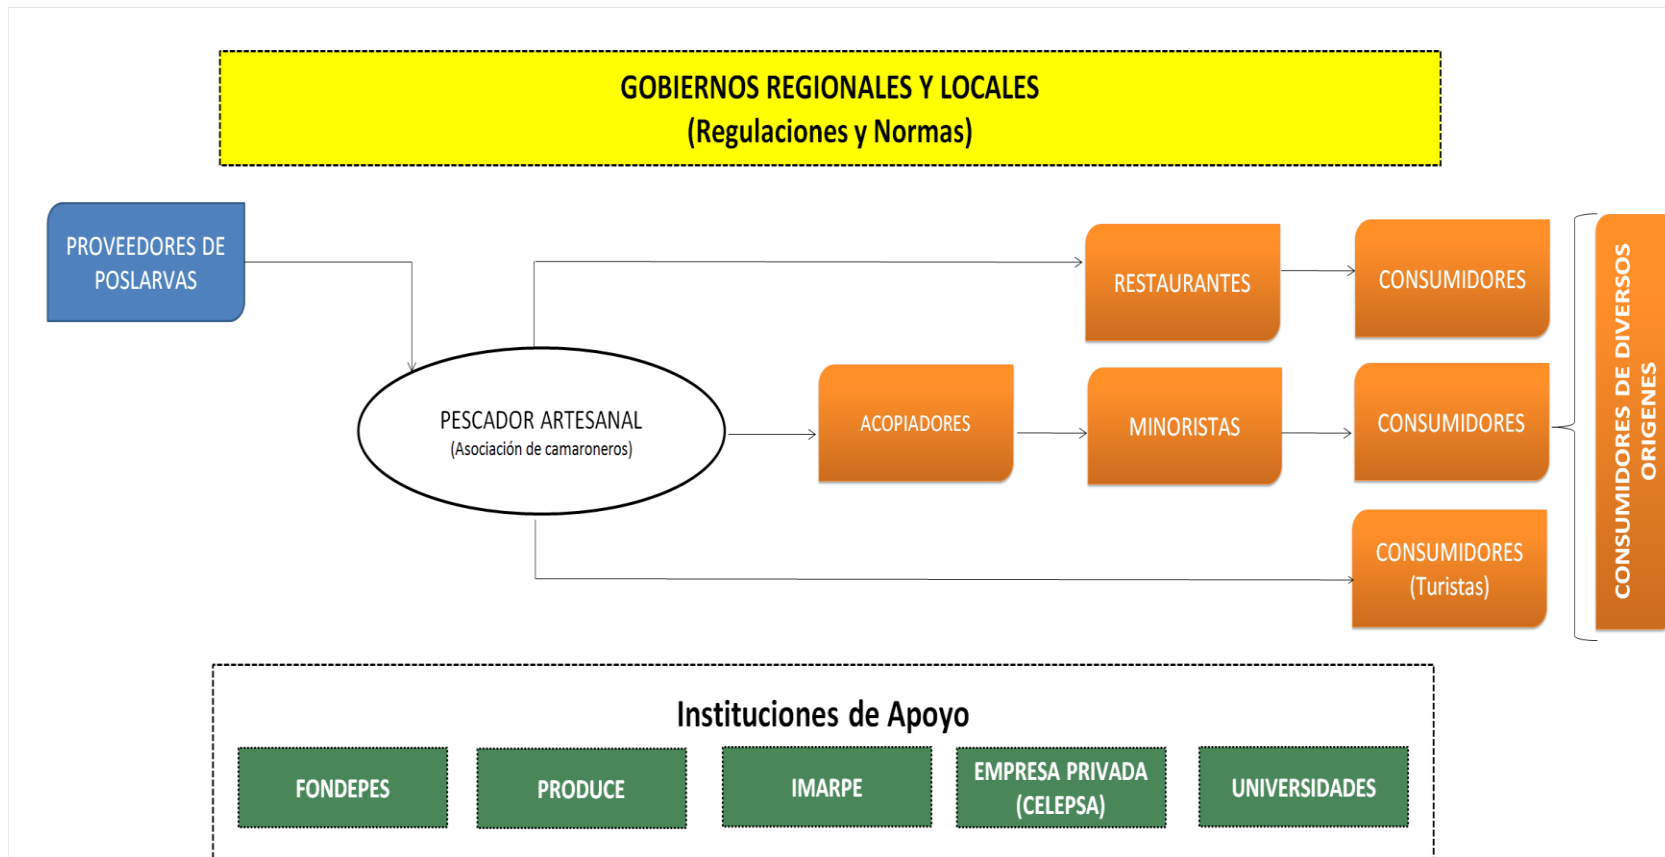 GOBIERNOS REGIONALES Y LOCALES
(Regulaciones y Normas)
PROVEEDORES DE
POSLARVAS
RESTAURANTES
CONSUMIDORES
PESCADOR ARTESANAL
(Asociación de camaroneros)
ACOPIADORES
MINORISTAS
CONSUMIDORES
CONSUMIDORES
(Turistas)
CONSUMIDORES DE DIVERSOS
ORIGENES
Instituciones de Apoyo
FONDEPES
PRODUCE
IMARPE
EMPRESA PRIVADA
(CELEPSA)
UNIVERSIDADES